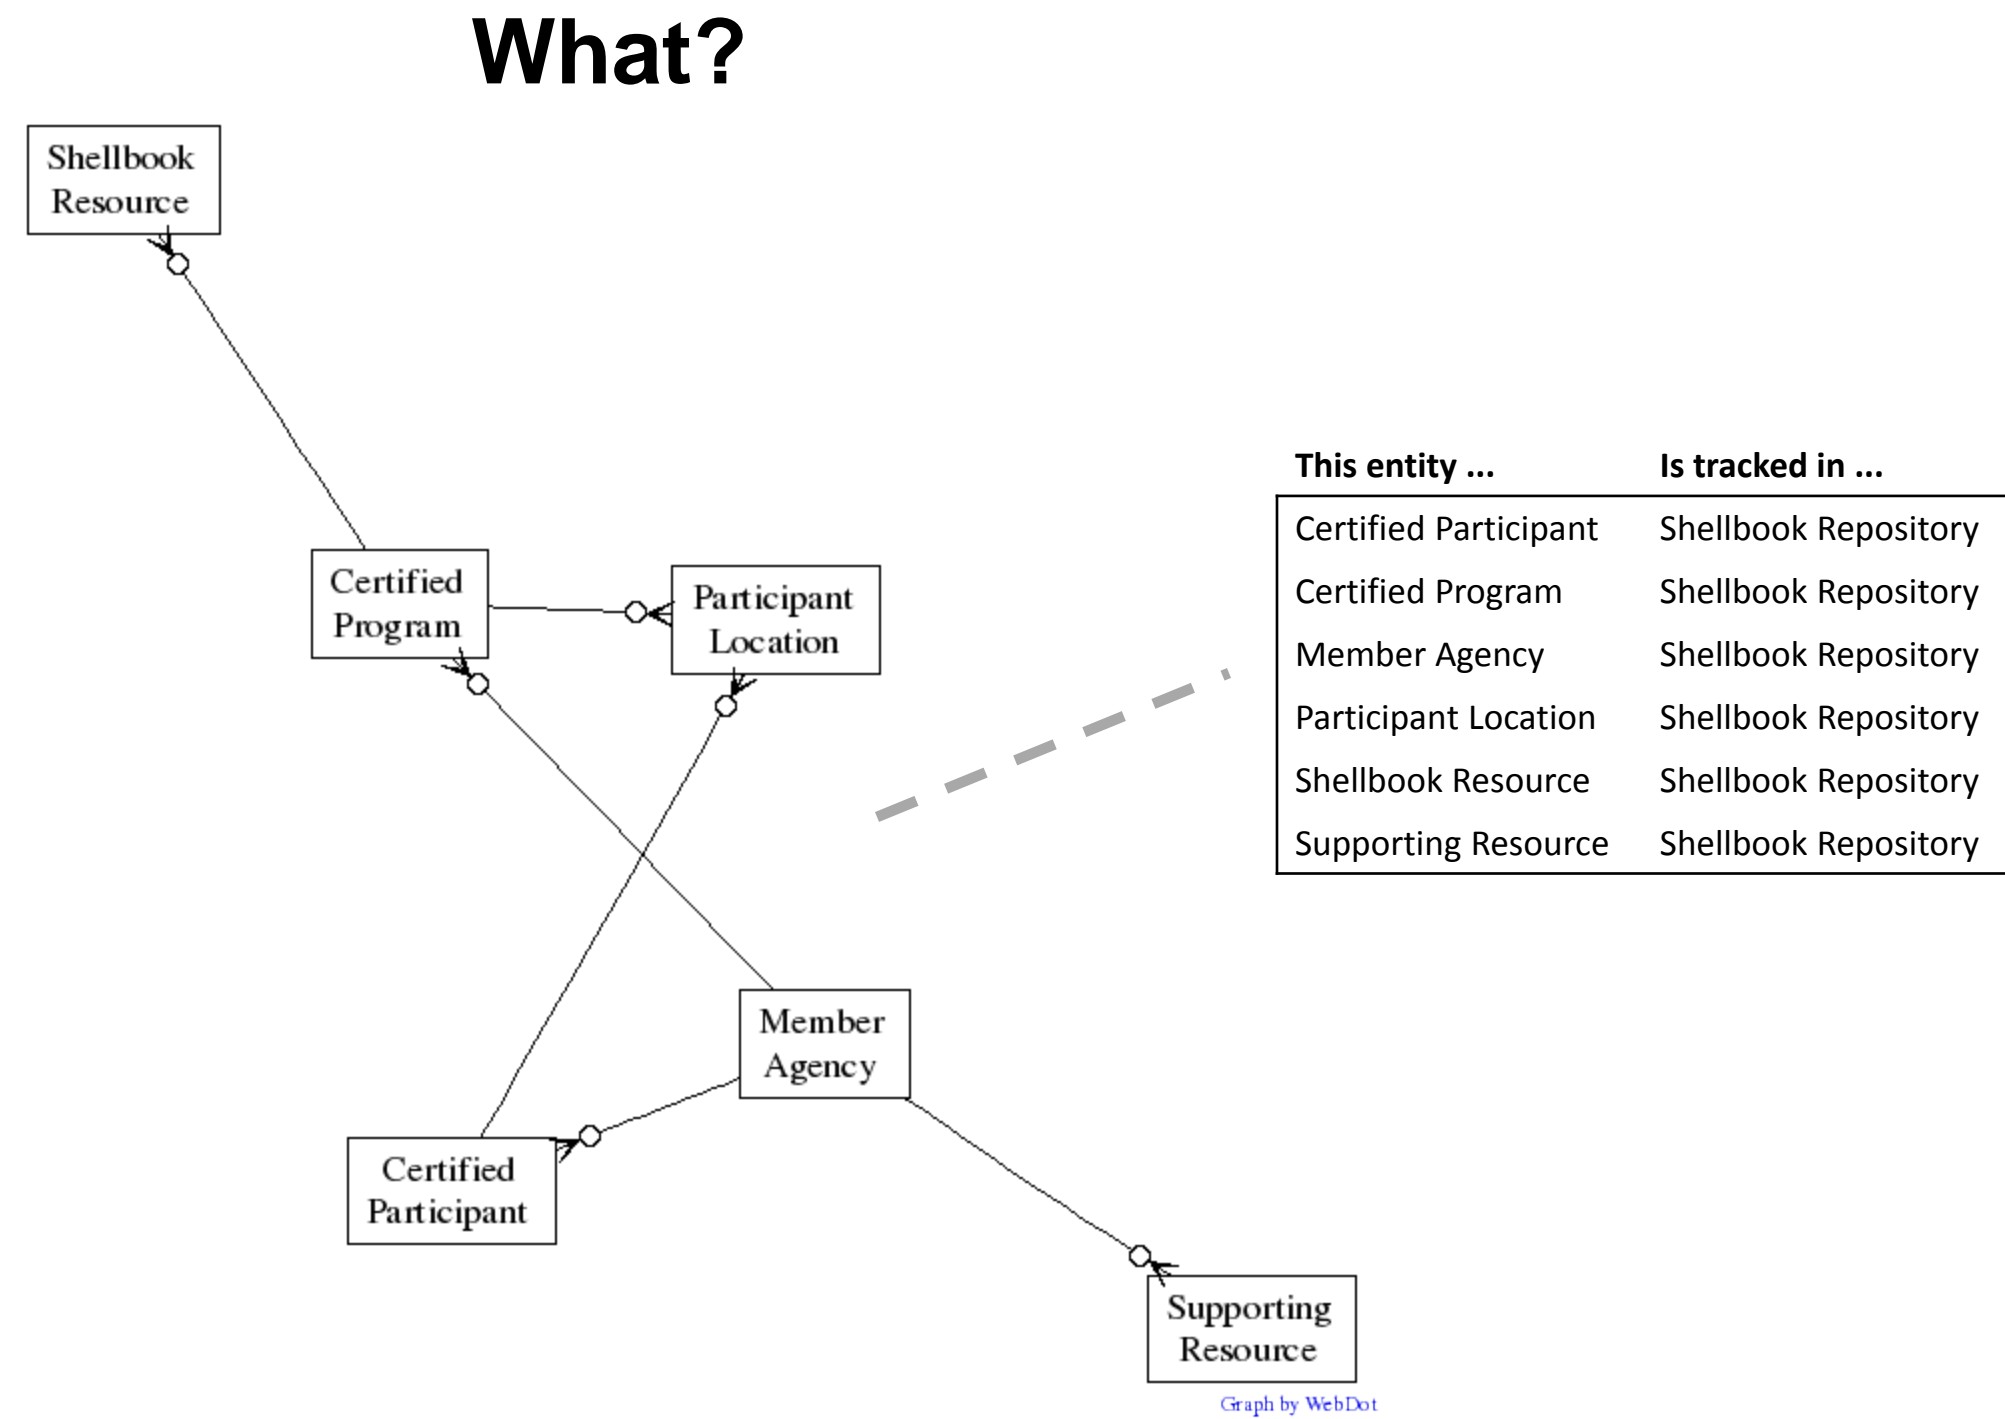 What?
Shellbook
Resource
Certified
Program
Participant
Location
Member
Agency
Certified
Participant
Supporting
Resource
Graph by WebDot
This entity ... Is tracked in ...
Certified Participant Shellbook Repository
Certified Program Shellbook Repository
Member Agency Shellbook Repository
Participant Location Shellbook Repository
Shellbook Resource Shellbook Repository
Supporting Resource Shellbook Repository